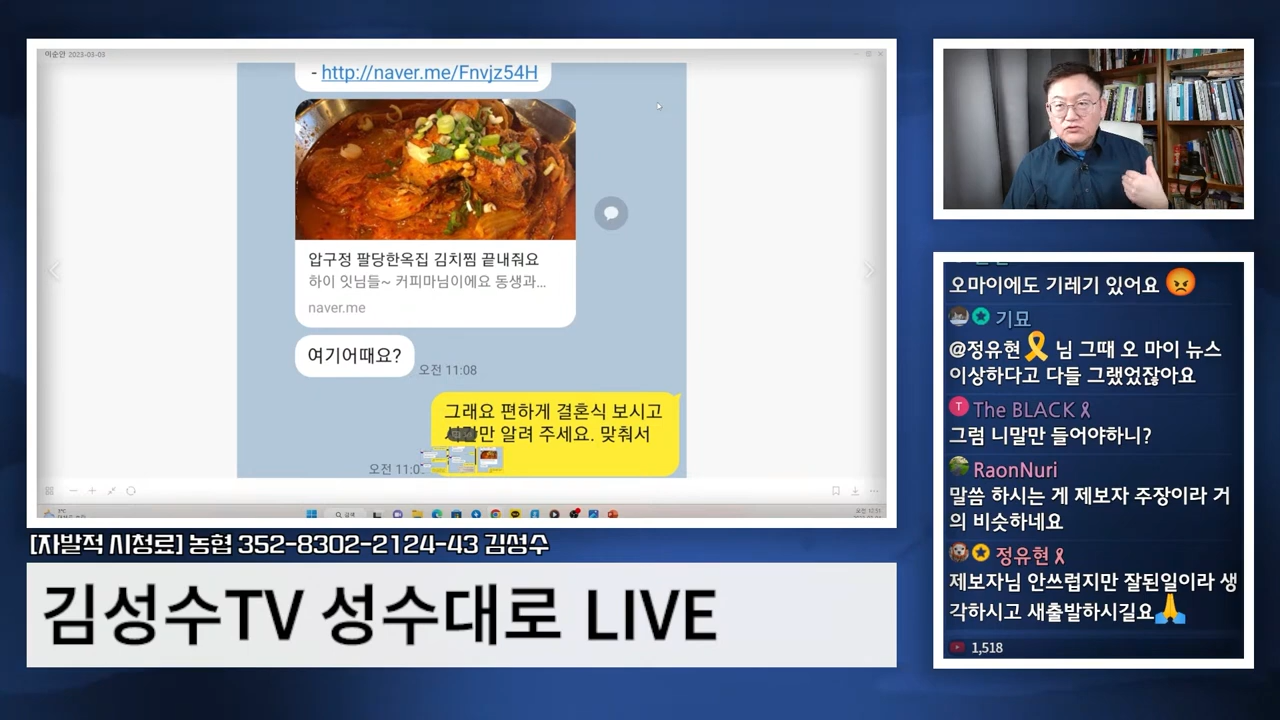 이순안 2023-03-03
- http://naver.me/Fnvjz54H
압구정 팔당한옥집 김치찜 끝내줘요
하이 잇님들~ 커피마님이에요 동생과...
naver.me
여기어때요?
오전 11:08
그래요 편하게 결혼식 보시고
만 알려 주세요. 맞춰서
오전 11:0
[자발적 시청료] 농협 352-8302-2124-43 김성수
김성수TV 성수대로 LIVE
오마이에도 기레기 있어요 😡
기묘
@정유현🎗 님 그때 오 마이 뉴스
이상하다고 다들 그랬었잖아요
T The BLACK🎗
그럼 니말만 들어야하니?
RaonNuri
말씀 하시는 게 제보자 주장이라 거
의 비슷하네요
정유현🎗
제보자님 안쓰럽지만 잘된일이라 생
각하시고 새출발하시길요🙏
1,518